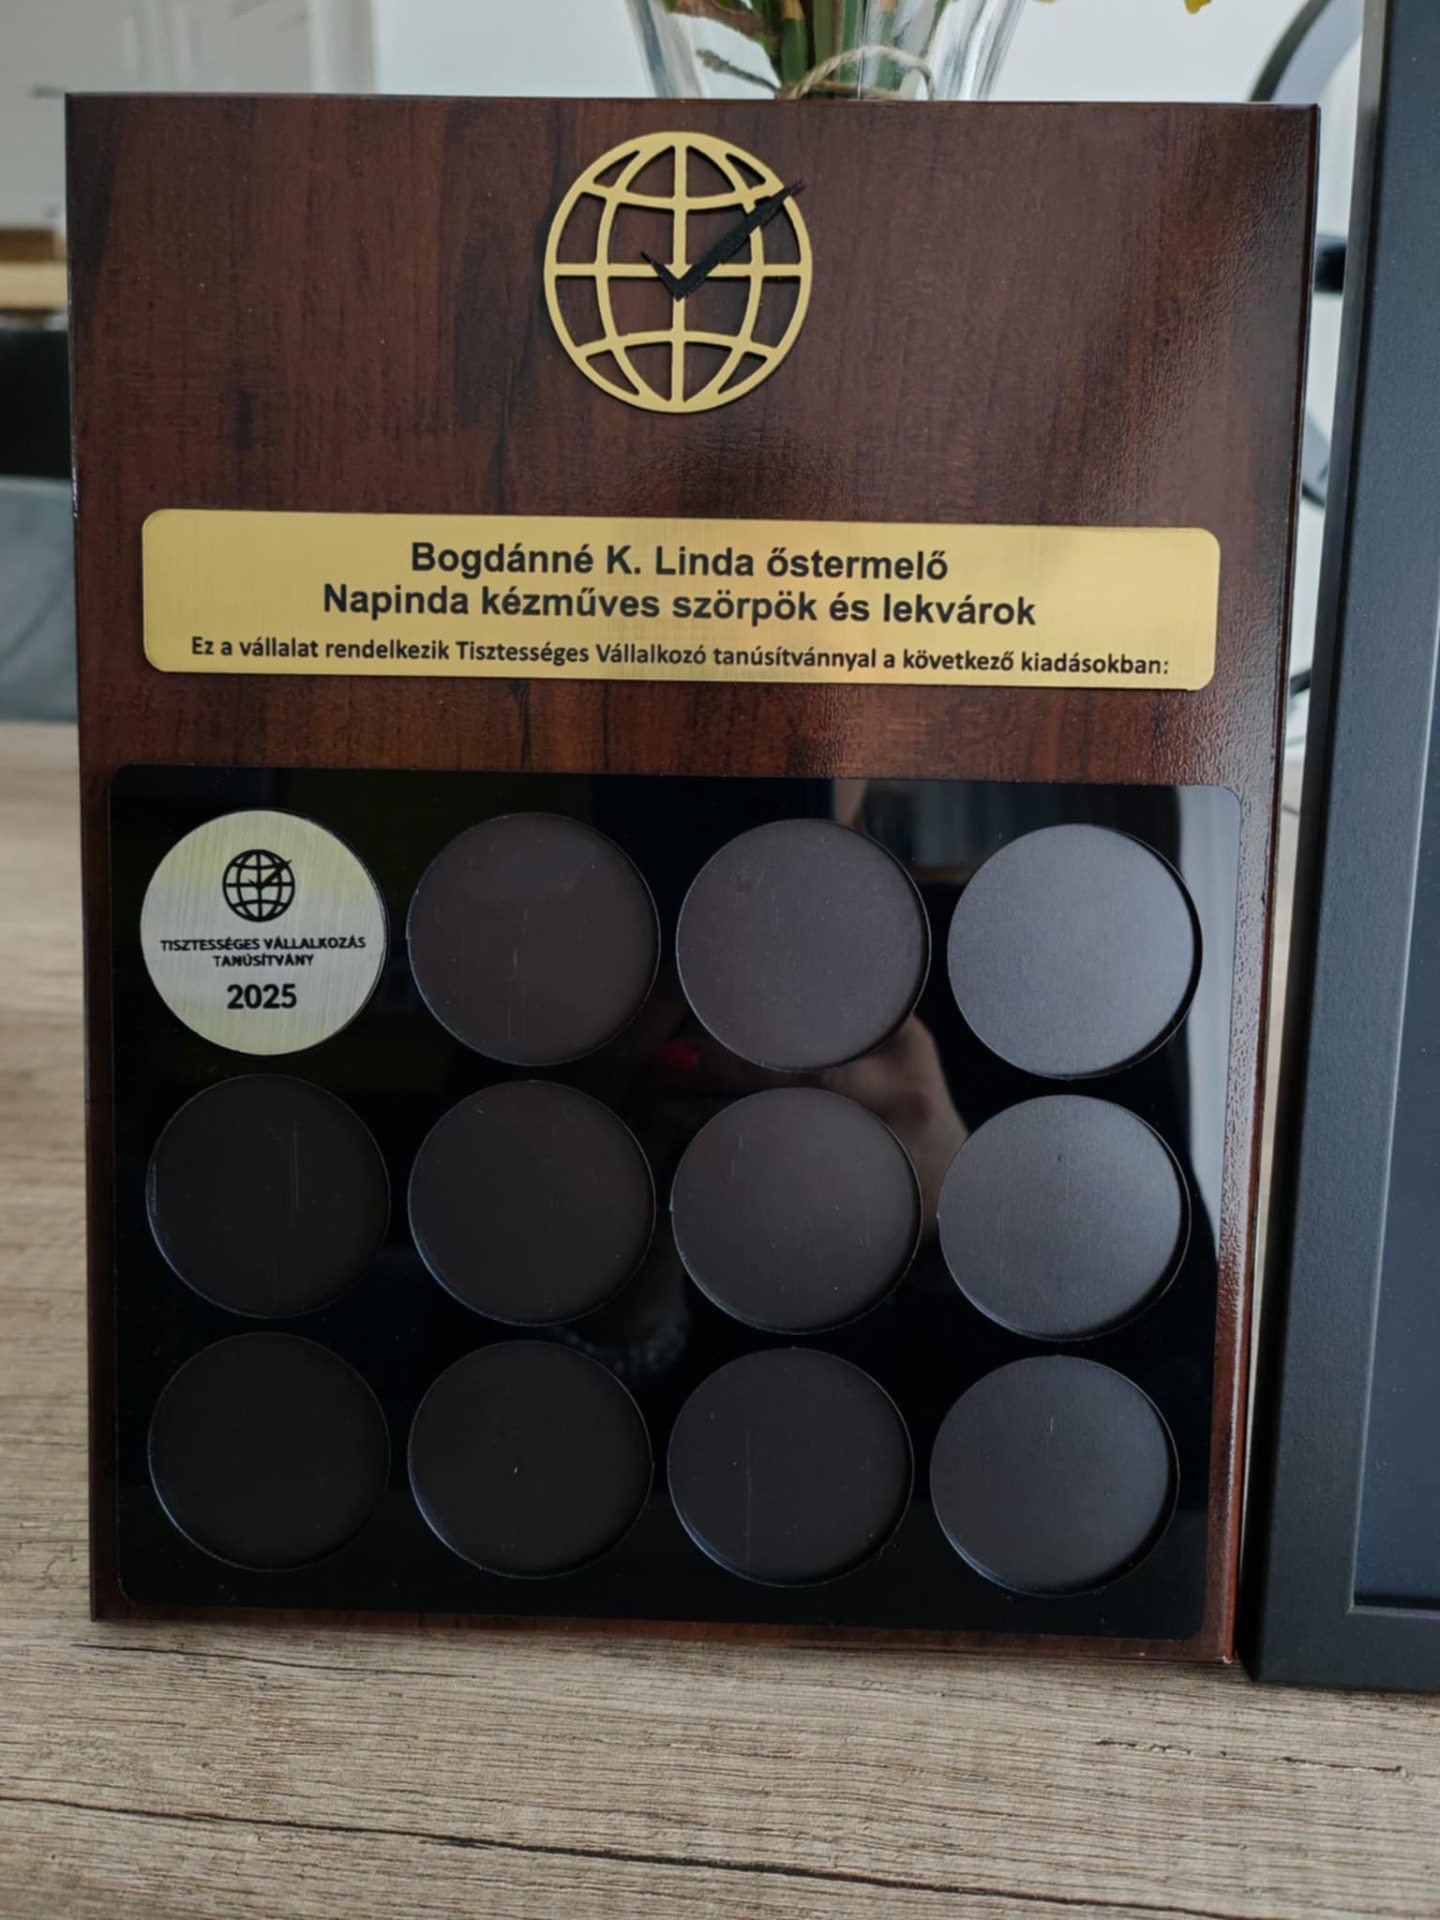 Bogdánné K. Linda őstermelő
Napinda kézműves szörpök és lekvárok
Ez a vállalat rendelkezik Tisztességes Vállalkozó tanúsítvánnyal a következő kiadásokban:
TISZTESSÉGES VÁLLALKOZÁS
TANÚSÍTVÁNY
2025